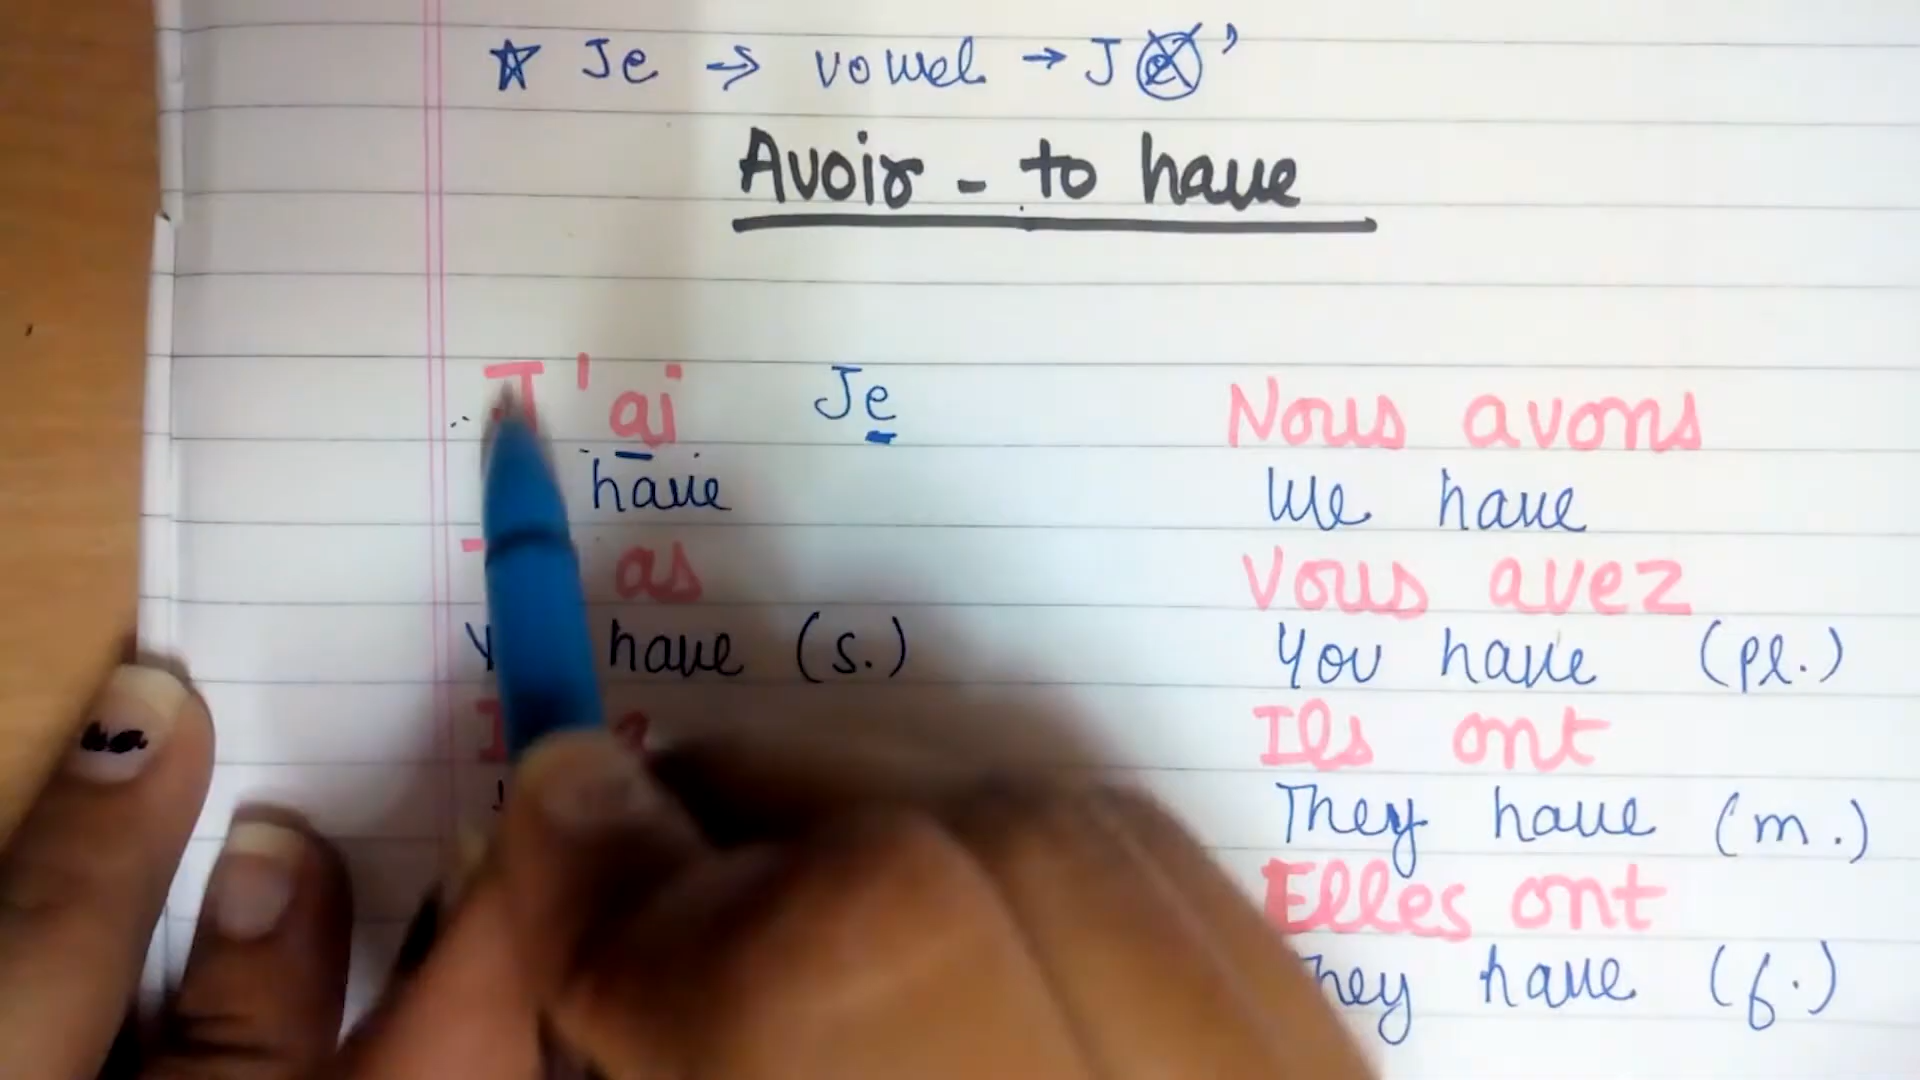 ☆ Je → vowel → Je '
Avoir - to have
J'ai Je
have
as
have (s.)
Nous avons
We have
Vous avez
You have (pl.)
Ils ont
They have (m.)
Elles ont
have (f.)